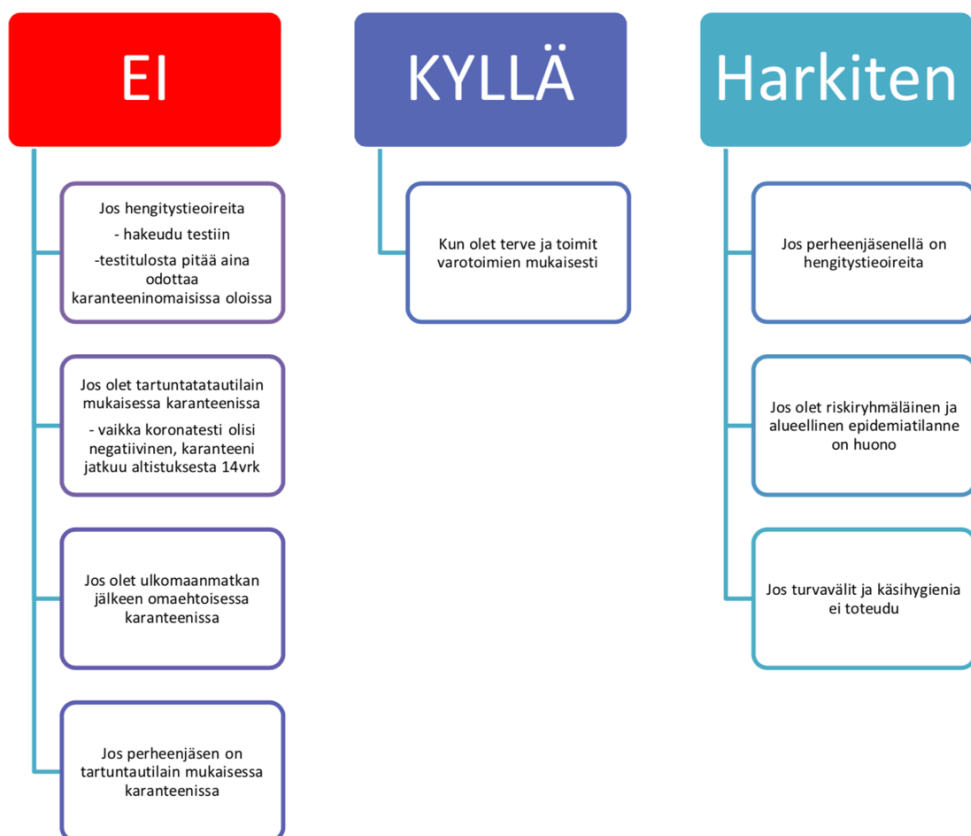 EI
Jos hengitystieoireita
- hakeudu testiin
-testitulosta pitää aina
odottaa
karanteeninomaisissa oloissa
Jos olet tartuntatatautilain
mukaisessa karanteenissa
- vaikka koronatesti olisi
negatiivinen, karanteeni
jatkuu altistuksesta 14vrk
Jos olet ulkomaanmatkan
jälkeen omaehtoisessa
karanteenissa
Jos perheenjäsen on
tartuntautilain mukaisessa
karanteenissa
KYLLÄ
Kun olet terve ja toimit
varotoimien mukaisesti
Harkiten
Jos perheenjäsenellä on
hengitystieoireita
Jos olet riskiryhmäläinen ja
alueellinen epidemiatilanne
on huono
Jos turvavälit ja käsihygienia
ei toteudu